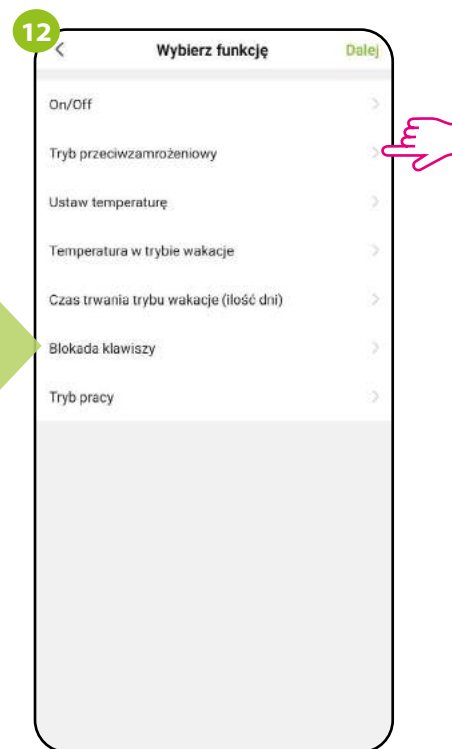 12
Wybierz funkcję
Dalej
On/Off
Tryb przeciwzamrożeniowy
Ustaw temperaturę
Temperatura w trybie wakacje
Czas trwania trybu wakacje (ilość dni)
Blokada klawiszy
Tryb pracy